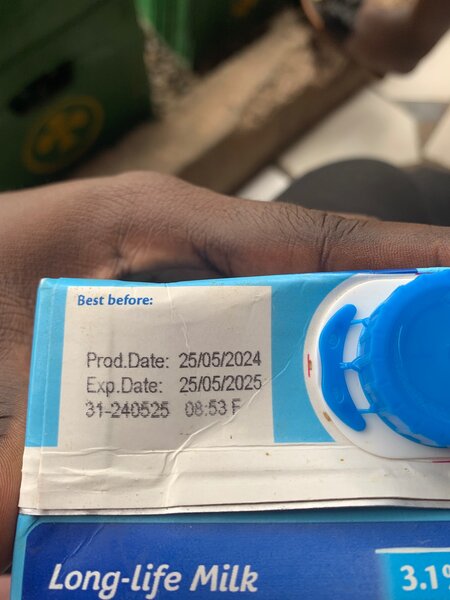 Best before:
Prod.Date: 25/05/2024
Exp.Date: 25/05/2025
31-240525 08:53 F
Long-life Milk
3.1%